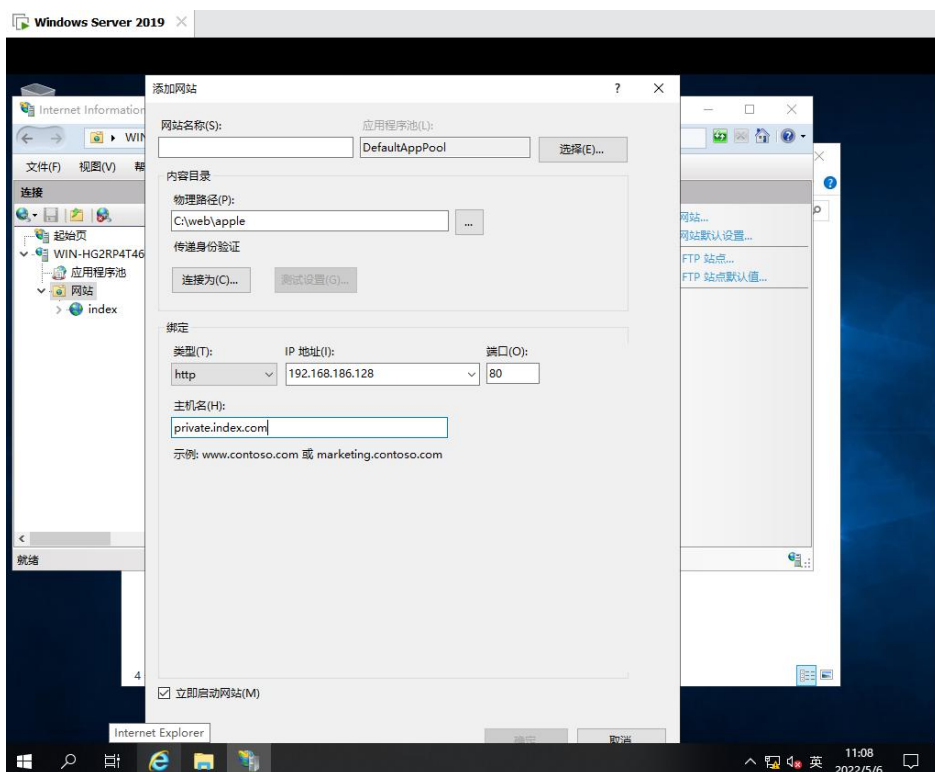 Windows Server 2019
添加网站
Internet Information
网站名称(S):
应用程序池(L):
DefaultAppPool
选择(E)...
WIN
文件(F) 视图(V) 帮
内容目录
物理路径(P):
C:\web\apple
...
连接
传递身份验证
连接为(C)...
测试设置(G)...
起始页
WIN-HG2RP4T46
应用程序池
网站
index
网站...
网站默认设置...
FTP 站点...
FTP 站点默认值...
绑定
类型(T):
IP 地址(I):
端口(O):
http
192.168.186.128
80
主机名(H):
private.index.com
示例: www.contoso.com 或 marketing.contoso.com
就绪
4
立即启动网站(M)
Internet Explorer
确定
取消
英
11:08
2022/5/6